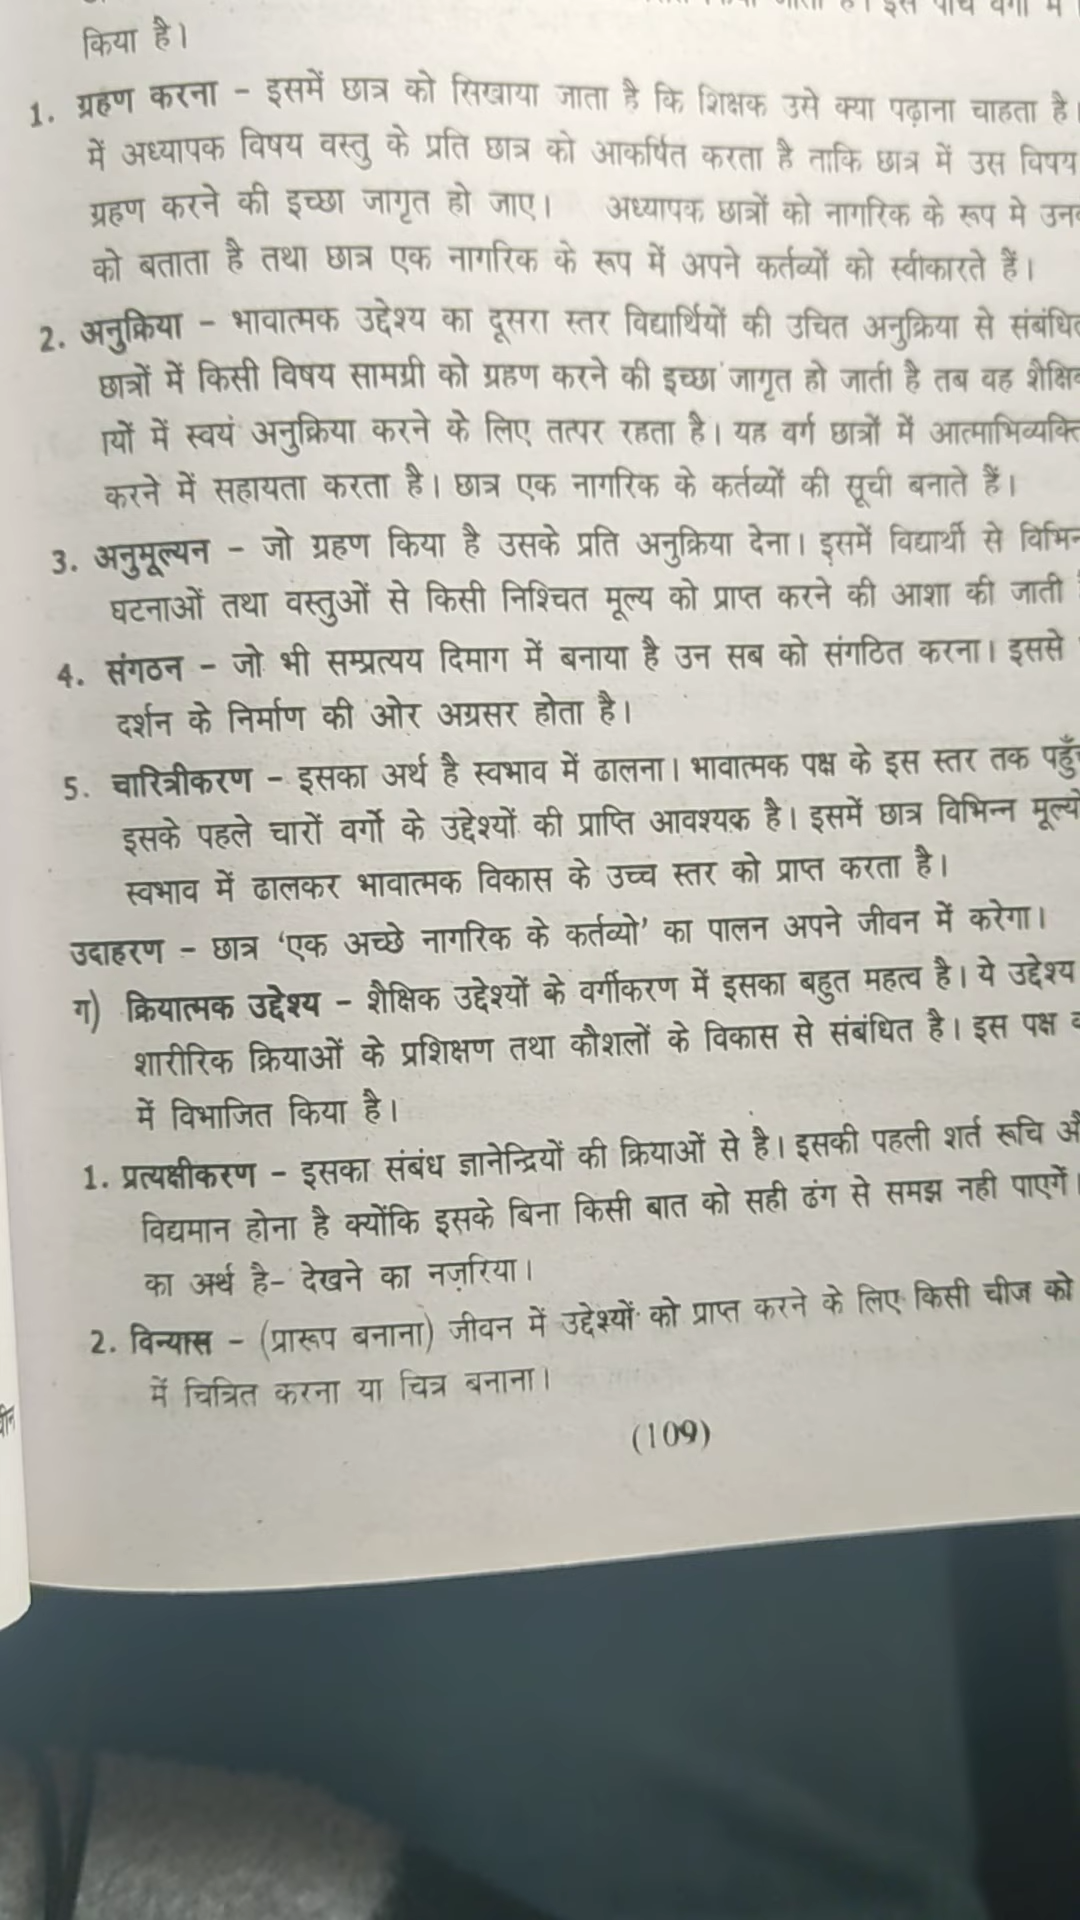 किया है।
1. ग्रहण करना - इसमें छात्र को सिखाया जाता है कि शिक्षक उसे क्या पढ़ाना चाहता है।
में अध्यापक विषय वस्तु के प्रति छात्र को आकर्षित करता है ताकि छात्र में उस विषय
ग्रहण करने की इच्छा जागृत हो जाए। अध्यापक छात्रों को नागरिक के रूप मे
को बताता है तथा छात्र एक नागरिक के रूप में अपने कर्तव्यों को स्वीकारते हैं।
2. अनुक्रिया - भावात्मक उद्देश्य का दूसरा स्तर विद्यार्थियों की उचित अनुक्रिया से
छात्रों में किसी विषय सामग्री को ग्रहण करने की इच्छा जागृत हो जाती है तब वह
यों में स्वयं अनुक्रिया करने के लिए तत्पर रहता है। यह वर्ग छात्रों में
करने में सहायता करता है। छात्र एक नागरिक के कर्तव्यों की सूची बनाते हैं।
3. अनुमूल्यन - जो ग्रहण किया है उसके प्रति अनुक्रिया देना। इसमें विद्यार्थी से
घटनाओं तथा वस्तुओं से किसी निश्चित मूल्य को प्राप्त करने की आशा की जाती
4. संगठन - जो भी सम्प्रत्यय दिमाग में बनाया है उन सब को संगठित करना। इससे
दर्शन के निर्माण की ओर अग्रसर होता है।
5. चारित्रीकरण - इसका अर्थ है स्वभाव में ढालना। भावात्मक पक्ष के इस स्तर तक
इसके पहले चारों वर्गो के उद्देश्यों की प्राप्ति आवश्यक है। इसमें छात्र विभिन्न
स्वभाव में ढालकर भावात्मक विकास के उच्च स्तर को प्राप्त करता है।
उदाहरण - छात्र 'एक अच्छे नागरिक के कर्तव्यो' का पालन अपने जीवन में करेगा।
ग) क्रियात्मक उद्देश्य - शैक्षिक उद्देश्यों के वर्गीकरण में इसका बहुत महत्व है। ये उद्देश्य
शारीरिक क्रियाओं के प्रशिक्षण तथा कौशलों के विकास से संबंधित है। इस पक्ष
में विभाजित किया है।
1. प्रत्यक्षीकरण - इसका संबंध ज्ञानेन्द्रियों की क्रियाओं से है। इसकी पहली शर्त रूचि
विद्यमान होना है क्योंकि इसके बिना किसी बात को सही ढंग से समझ नही पाएगें।
का अर्थ है- देखने का नज़रिया।
2. विन्यास - (प्रारूप बनाना) जीवन में उद्देश्यों को प्राप्त करने के लिए किसी चीज को
में चित्रित करना या चित्र बनाना।
(109)